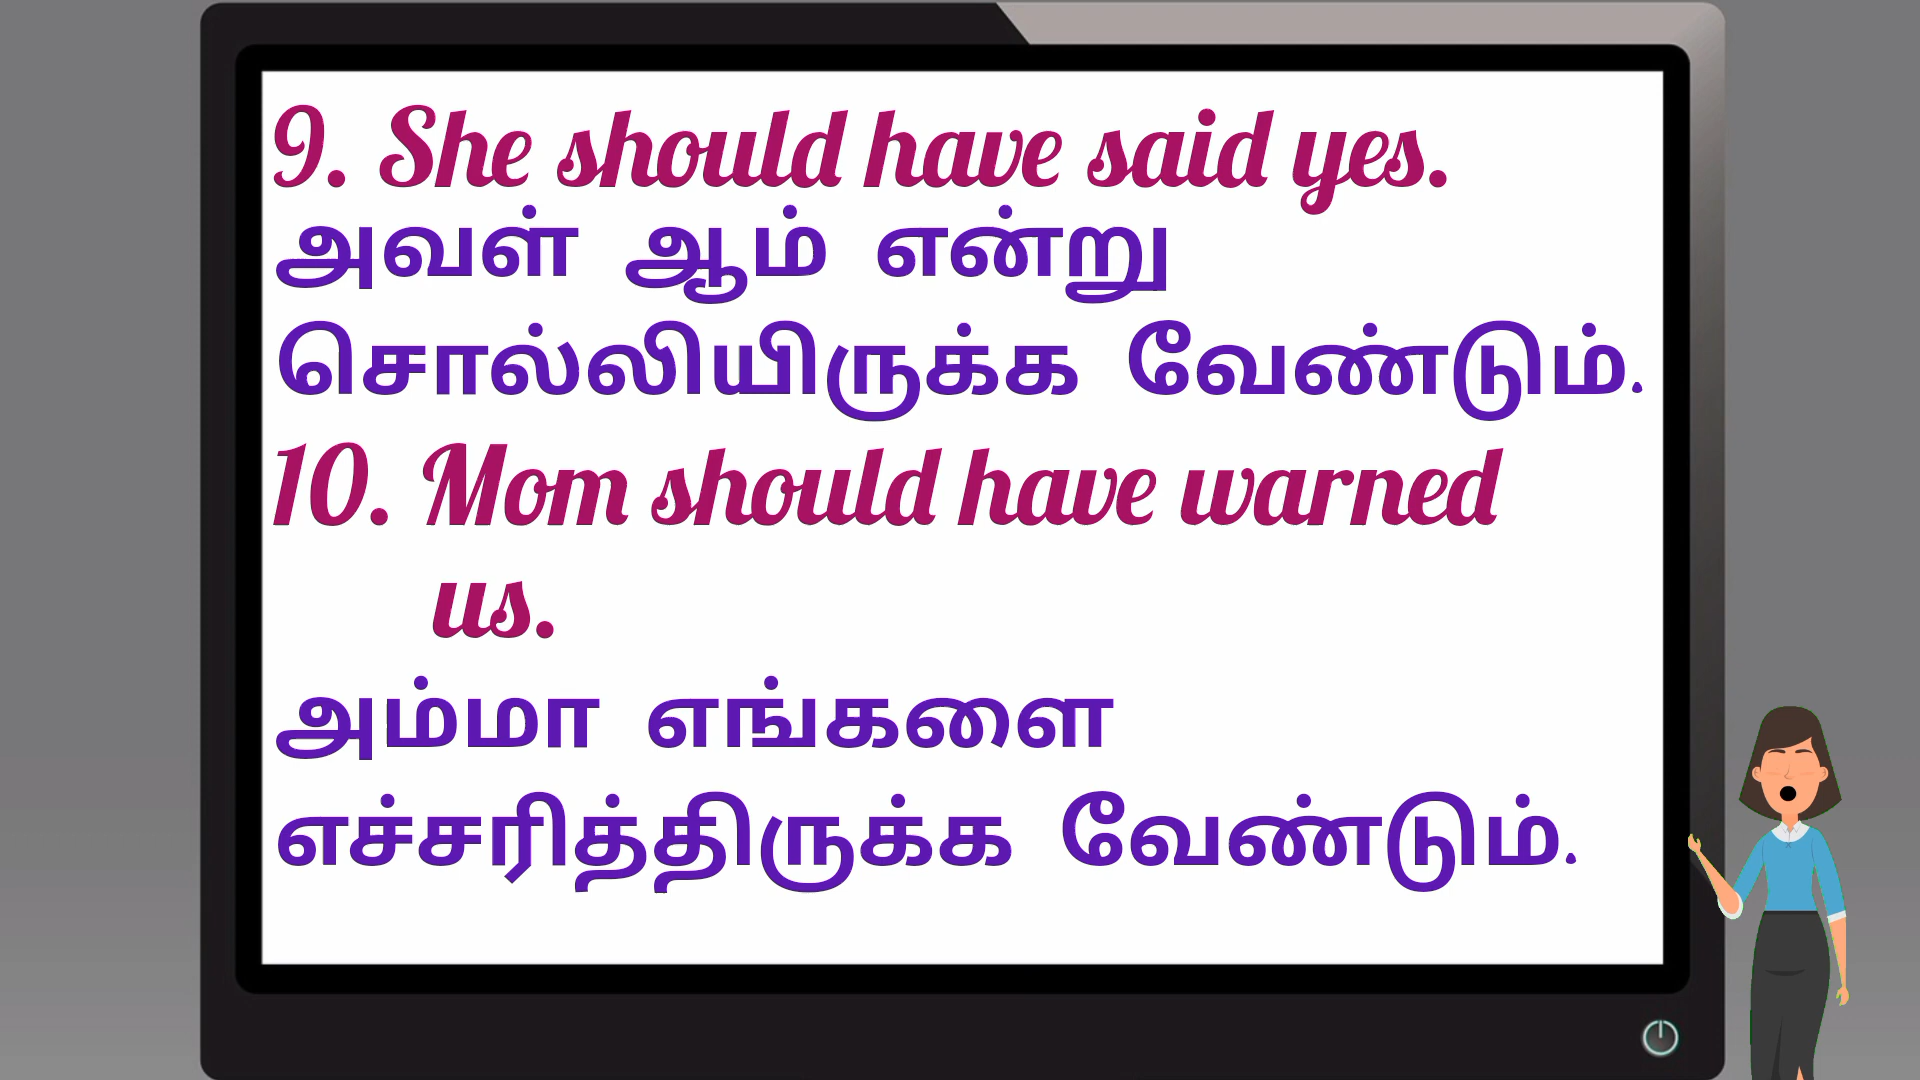 9. She should have said yes.
அவள் ஆம் என்று
சொல்லியிருக்க வேண்டும்.
10. Mom should have warned
us.
அம்மா எங்களை
எச்சரித்திருக்க வேண்டும்.